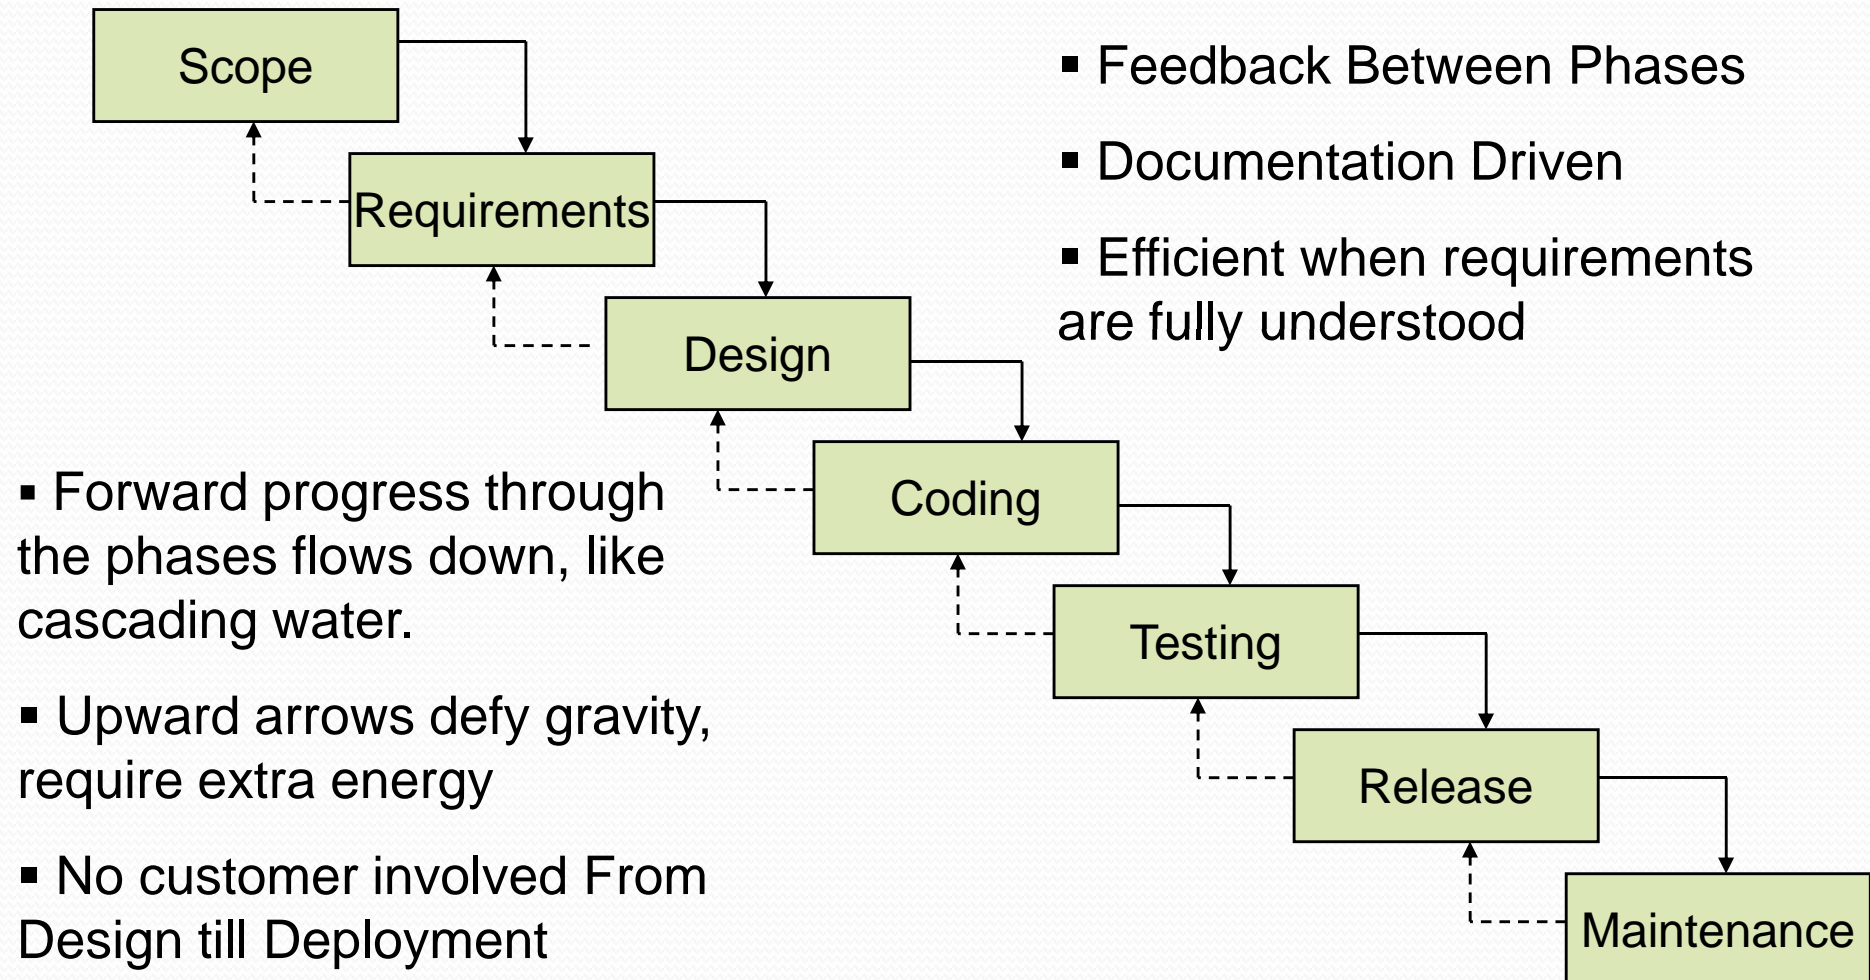 Scope
Requirements
Design
Coding
Testing
Release
Maintenance
▪ Feedback Between Phases
▪ Documentation Driven
▪ Efficient when requirements
are fully understood
▪ Forward progress through
the phases flows down, like
cascading water.
▪ Upward arrows defy gravity,
require extra energy
▪ No customer involved From
Design till Deployment